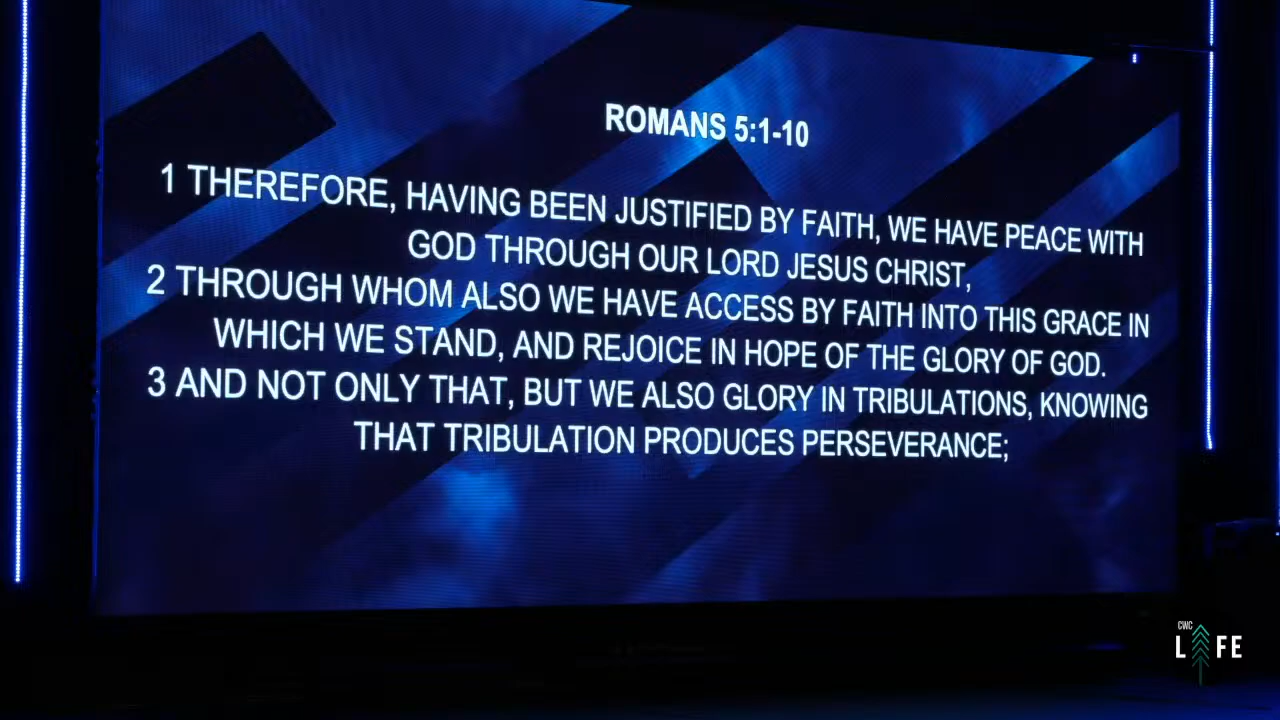 ROMANS 5:1-10
1 THEREFORE, HAVING BEEN JUSTIFIED BY FAITH, WE HAVE PEACE WITH
GOD THROUGH OUR LORD JESUS CHRIST,
2 THROUGH WHOM ALSO WE HAVE ACCESS BY FAITH INTO THIS GRACE IN
WHICH WE STAND, AND REJOICE IN HOPE OF THE GLORY OF GOD.
3 AND NOT ONLY THAT, BUT WE ALSO GLORY IN TRIBULATIONS, KNOWING
THAT TRIBULATION PRODUCES PERSEVERANCE;
CWC
LIFE